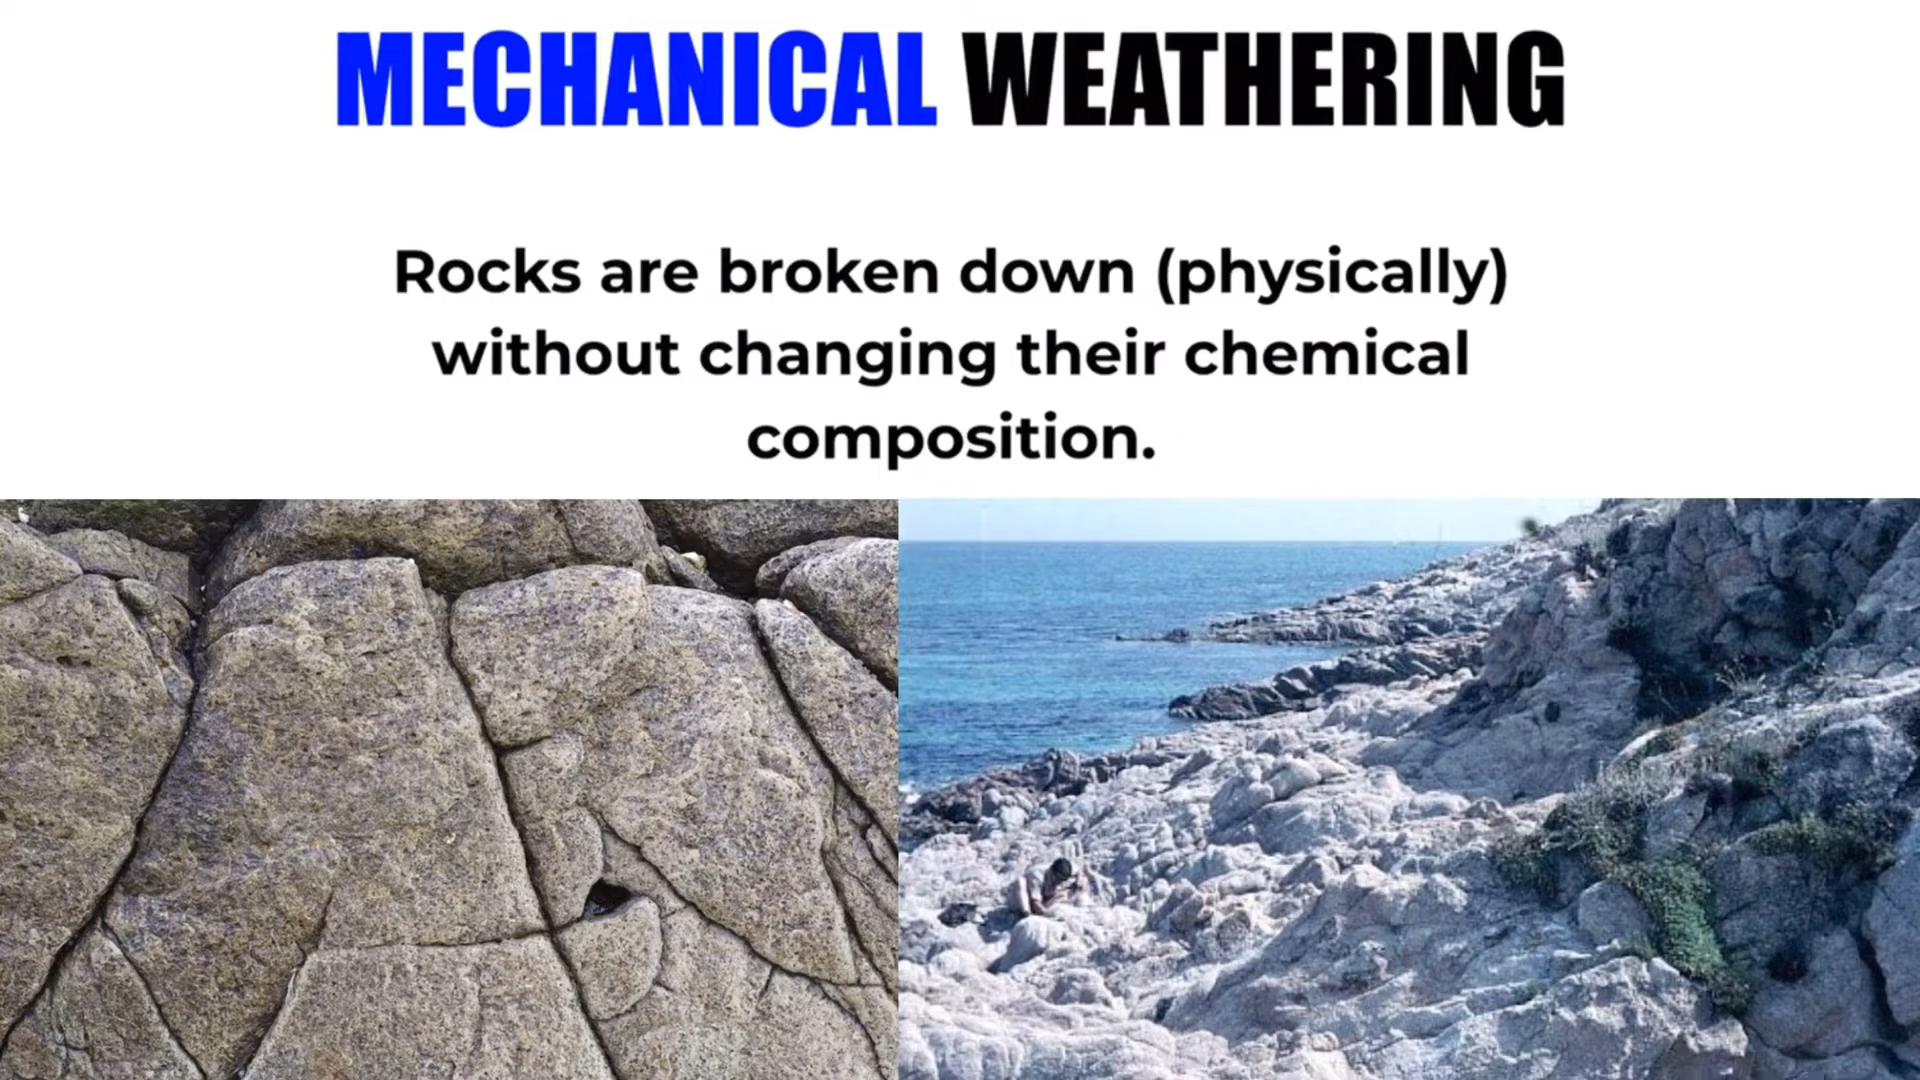 MECHANICAL WEATHERING
Rocks are broken down (physically)
without changing their chemical
composition.